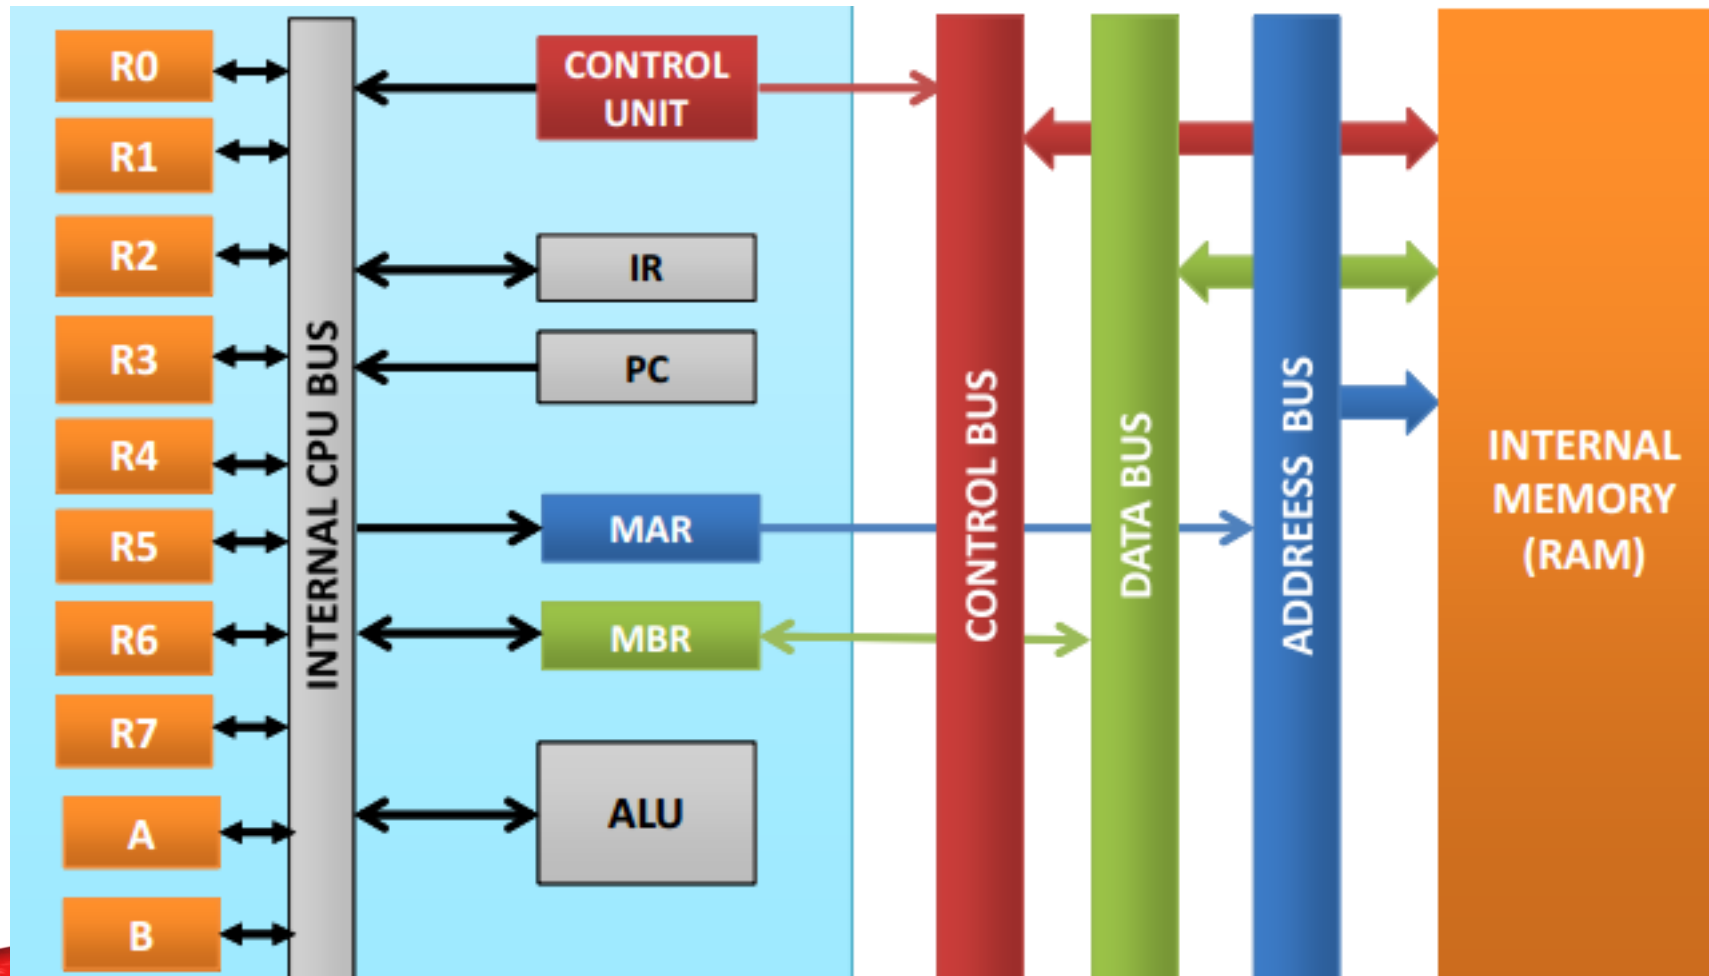 R0
R1
R2
R3
R4
R5
R6
R7
A
B
INTERNAL CPU BUS
CONTROL
UNIT
IR
PC
MAR
MBR
ALU
CONTROL BUS
DATA BUS
ADDREESS BUS
INTERNAL
MEMORY
(RAM)